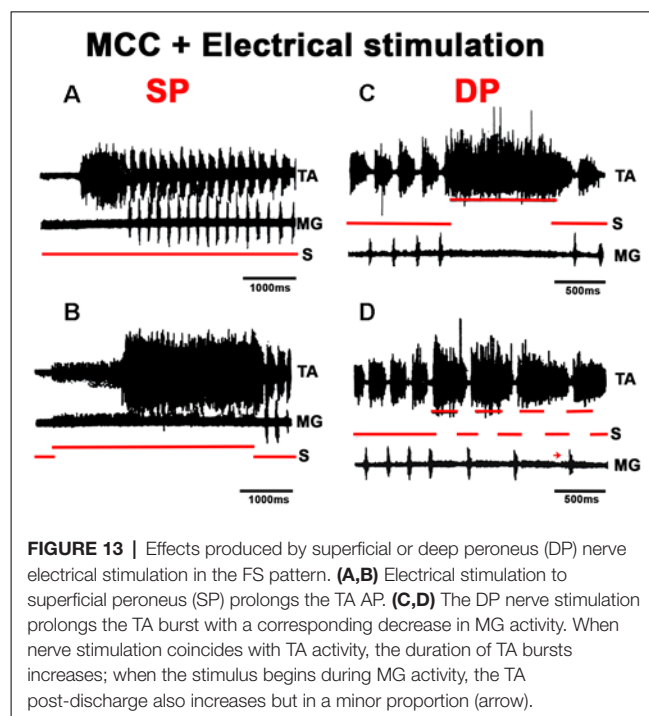 MCC + Electrical stimulation
A
SP
TA
MG
S
1000ms
B
TA
MG
S
1000ms
C
DP
TA
S
MG
500ms
D
TA
S
MG
500ms
FIGURE 13 | Effects produced by superficial or deep peroneus (DP) nerve
electrical stimulation in the FS pattern. (A,B) Electrical stimulation to
superficial peroneus (SP) prolongs the TA AP. (C,D) The DP nerve stimulation
prolongs the TA burst with a corresponding decrease in MG activity. When
nerve stimulation coincides with TA activity, the duration of TA bursts
increases; when the stimulus begins during MG activity, the TA
post-discharge also increases but in a minor proportion (arrow).